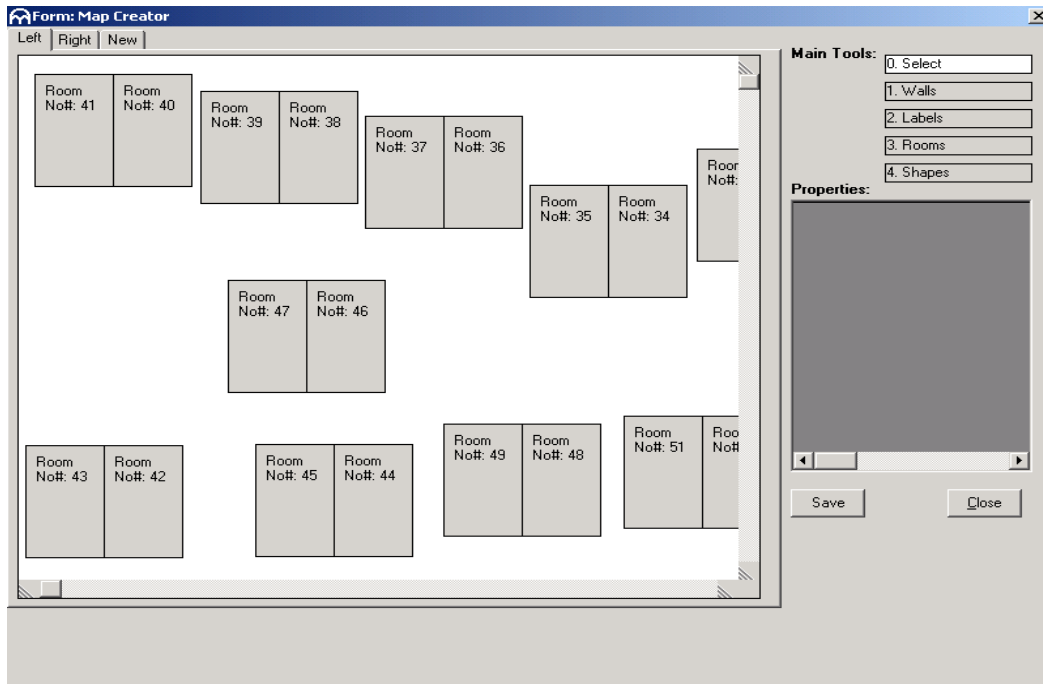 Form: Map Creator
Left Right New
Main Tools:
0. Select
1. Walls
2. Labels
3. Rooms
4. Shapes
Properties:
Room
No#: 41
Room
No#: 40
Room
No#: 39
Room
No#: 38
Room
No#: 37
Room
No#: 36
Room
No#: 35
Room
No#: 34
No#:
Room
No#: 47
Room
No#: 46
Room
No#: 43
Room
No#: 42
Room
No#: 45
Room
No#: 44
Room
No#: 49
Room
No#: 48
Room
No#: 51
Save
Close